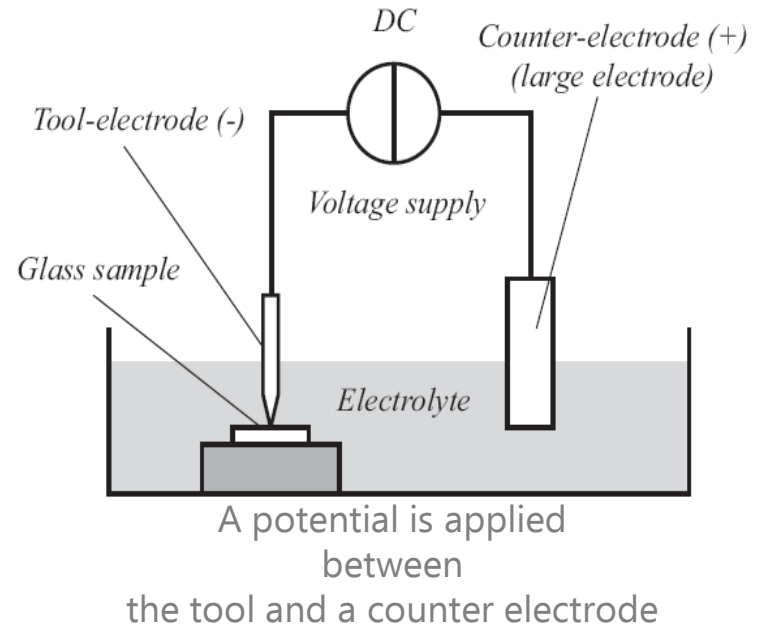 DC
Counter-electrode (+)
(large electrode)
Tool-electrode (-)
Voltage supply
Glass sample
Electrolyte
A potential is applied
between
the tool and a counter electrode